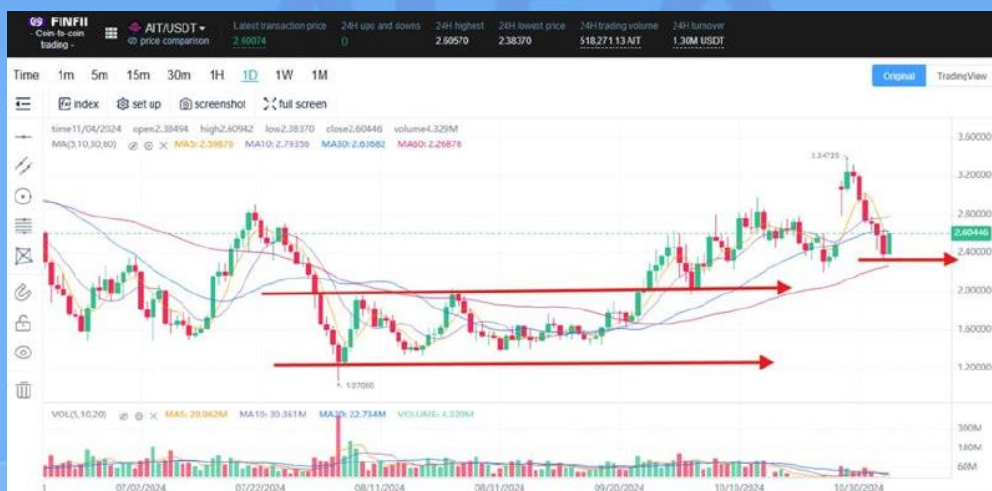 FINFII
- Coin-to-coin trading -
AIT/USDT
price comparison
Latest transaction price
2.60074
24H ups and downs
0
24H highest
2.60570
24H lowest price
2.38370
24H trading volume
518,271.13 AIT
24H turnover
1.30M USDT
Time 1m 5m 15m 30m 1H 1D 1W 1M
Original TradingView
index set up screenshot full screen
time11/04/2024 open2.38494 high2.60942 low2.38370 close2.60446 volume4.329M
MA(5,10,30,60) MA5: 2.59870 MA10: 2.79356 MA30: 2.63682 MA60: 2.26876
3.60000
3.20000
2.80000
2.60446
2.40000
2.00000
1.60000
1.20000
VOL(5,10,20) MA5: 20.062M MA10: 30.361M MA20: 22.734M VOLUME: 4.329M
300M
180M
60M
07/02/2024 07/22/2024 08/11/2024 08/31/2024 09/20/2024 10/10/2024 10/30/2024